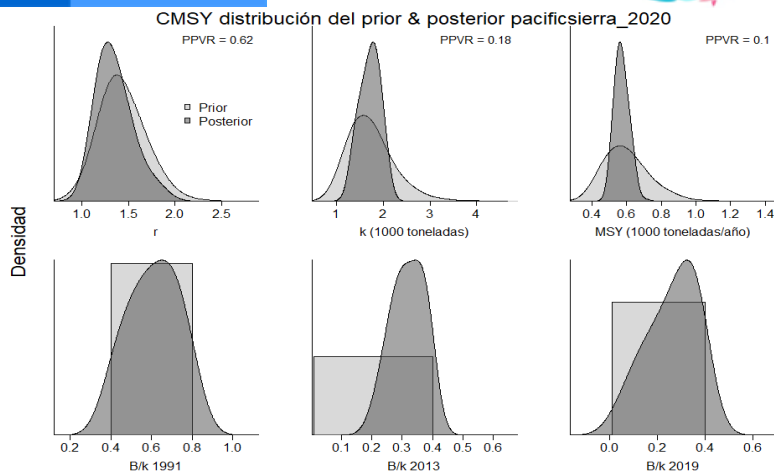 CMSY distribución del prior & posterior pacificsierra_2020
PPVR = 0.62
Prior
Posterior
1.0 1.5 2.0 2.5
r
PPVR = 0.18
1 2 3 4
k (1000 toneladas)
PPVR = 0.1
0.4 0.6 0.8 1.0 1.2 1.4
MSY (1000 toneladas/año)
Densidad
0.2 0.4 0.6 0.8 1.0
B/k 1991
0.1 0.2 0.3 0.4 0.5 0.6
B/k 2013
0.0 0.2 0.4 0.6
B/k 2019